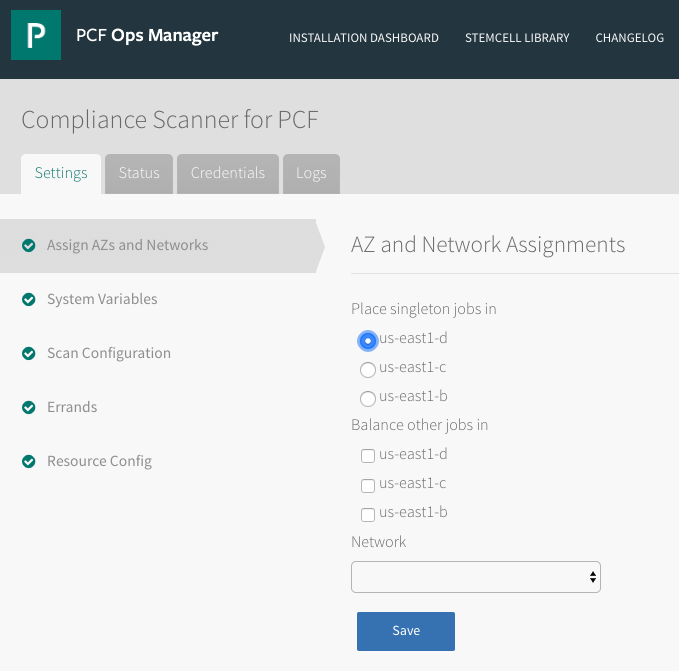 P PCF Ops Manager INSTALLATION DASHBOARD STEMCELL LIBRARY CHANGELOG
Compliance Scanner for PCF
Settings Status Credentials Logs
Assign AZs and Networks
System Variables
Scan Configuration
Errands
Resource Config
AZ and Network Assignments
Place singleton jobs in
us-east1-d
us-east1-c
us-east1-b
Balance other jobs in
us-east1-d
us-east1-c
us-east1-b
Network
Save